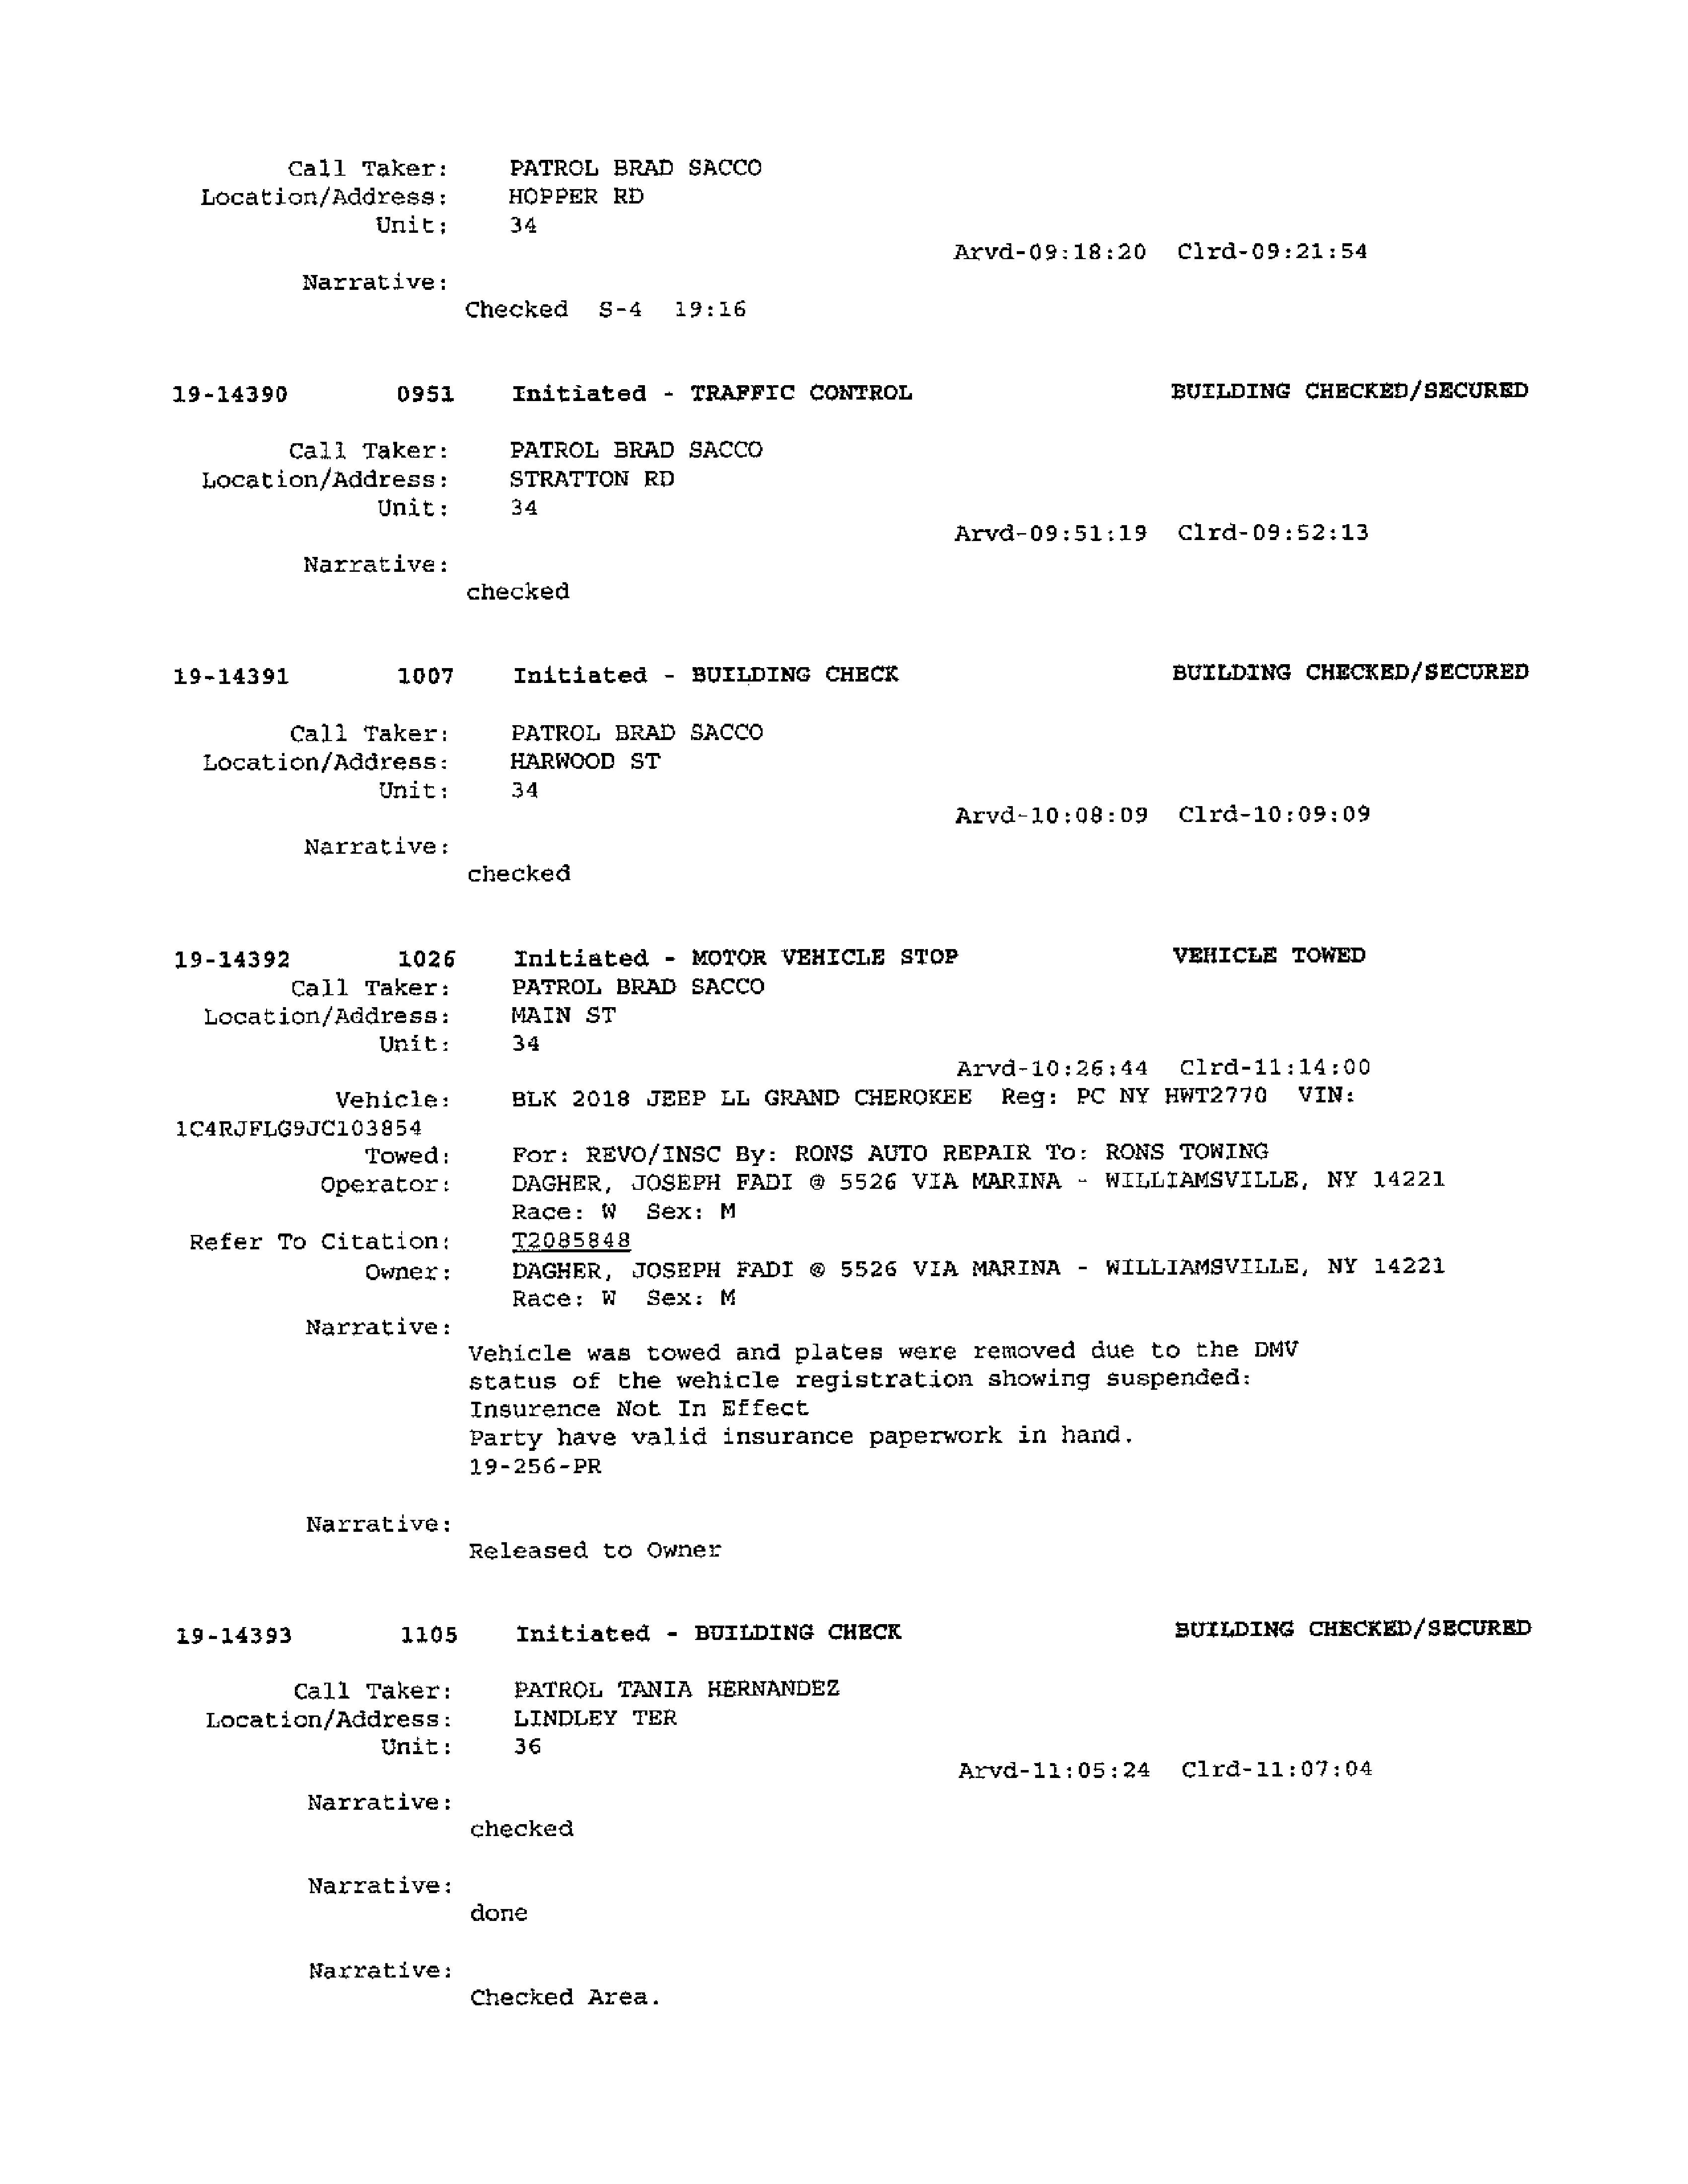 Call Taker: PATROL BRAD SACCO
Location/Address: HOPPER RD
Unit: 34
Arvd-09:18:20 Clrd-09:21:54
Narrative:
Checked S-4 19:16
19-14390 0951 Initiated - TRAFFIC CONTROL BUILDING CHECKED/SECURED
Call Taker: PATROL BRAD SACCO
Location/Address: STRATTON RD
Unit: 34
Arvd-09:51:19 Clrd-09:52:13
Narrative:
checked
19-14391 1007 Initiated - BUILDING CHECK BUILDING CHECKED/SECURED
Call Taker: PATROL BRAD SACCO
Location/Address: HARWOOD ST
Unit: 34
Arvd-10:08:09 Clrd-10:09:09
Narrative:
checked
19-14392 1026 Initiated - MOTOR VEHICLE STOP VEHICLE TOWED
Call Taker: PATROL BRAD SACCO
Location/Address: MAIN ST
Unit: 34
Arvd-10:26:44 Clrd-11:14:00
Vehicle: BLK 2018 JEEP LL GRAND CHEROKEE Reg: PC NY HWT2770 VIN:
1C4RJFLG9JC103854
Towed: For: REVO/INSC By: RONS AUTO REPAIR To: RONS TOWING
Operator: DAGHER, JOSEPH FADI @ 5526 VIA MARINA - WILLIAMSVILLE, NY 14221
Race: W Sex: M
Refer To Citation: T2085848
Owner: DAGHER, JOSEPH FADI @ 5526 VIA MARINA - WILLIAMSVILLE, NY 14221
Race: W Sex: M
Narrative:
Vehicle was towed and plates were removed due to the DMV
status of the wehicle registration showing suspended:
Insurence Not In Effect
Party have valid insurance paperwork in hand.
19-256-PR
Narrative:
Released to Owner
19-14393 1105 Initiated - BUILDING CHECK BUILDING CHECKED/SECURED
Call Taker: PATROL TANIA HERNANDEZ
Location/Address: LINDLEY TER
Unit: 36
Arvd-11:05:24 Clrd-11:07:04
Narrative:
checked
Narrative:
done
Narrative:
Checked Area.